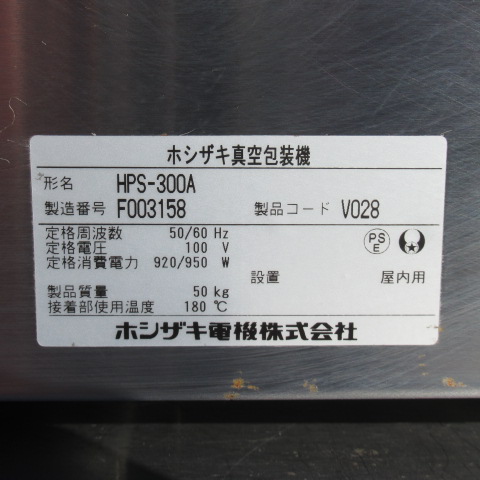 ホシザキ真空包装機
形名 HPS-300A
製造番号 F003158 製品コード V028
定格周波数 50/60 Hz
定格電圧 100 V
定格消費電力 920/950 W
PS E
設置 屋内用
製品質量 50 kg
接着部使用温度 180 ℃
ホシザキ電機株式会社